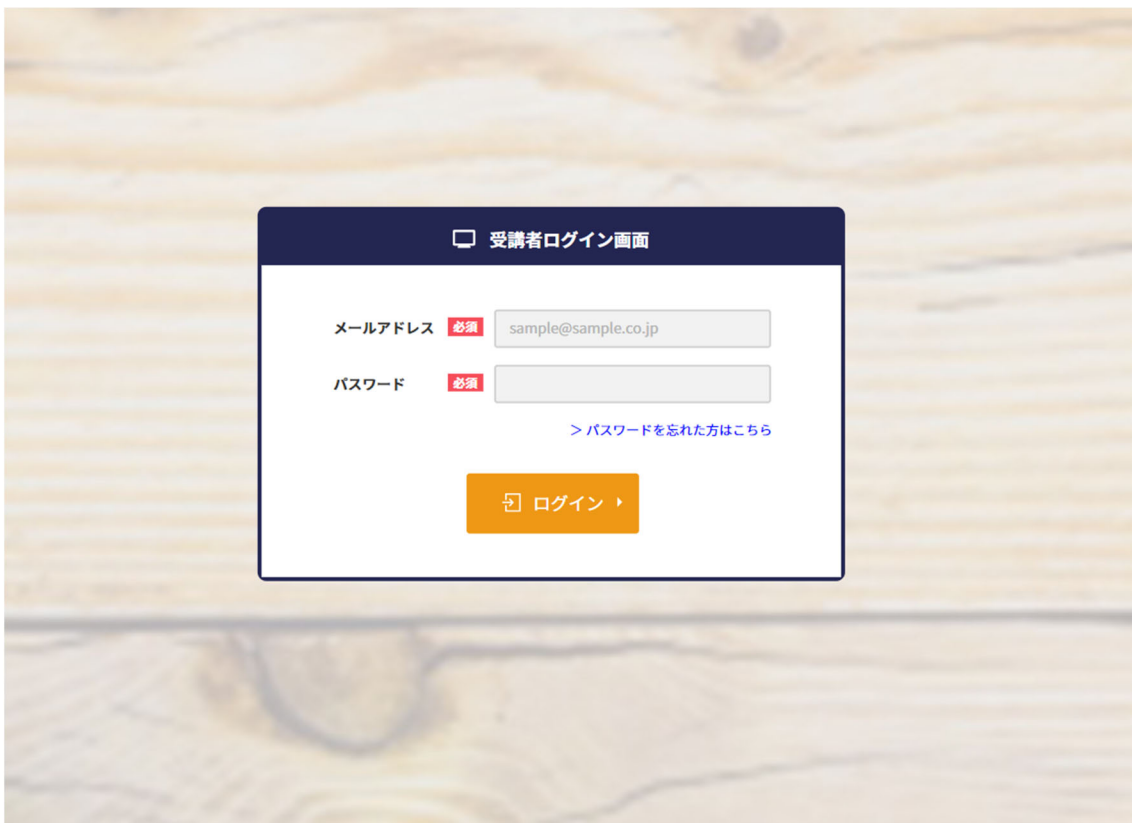 受講者ログイン画面
メールアドレス 必須 sample@sample.co.jp
パスワード 必須
＞パスワードを忘れた方はこちら
ログイン